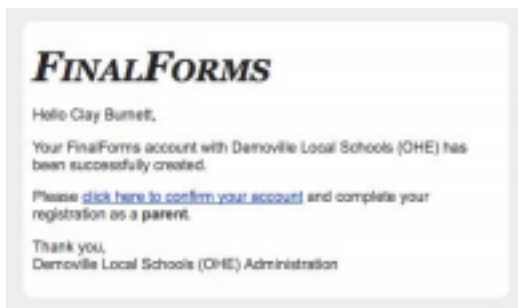 FINALFORMS
Hello Clay Burnett,
Your FinalForms account with Demoville Local Schools (OHE) has
been successfully created.
Please click here to confirm your account and complete your
registration as a parent.
Thank you,
Demoville Local Schools (OHE) Administration